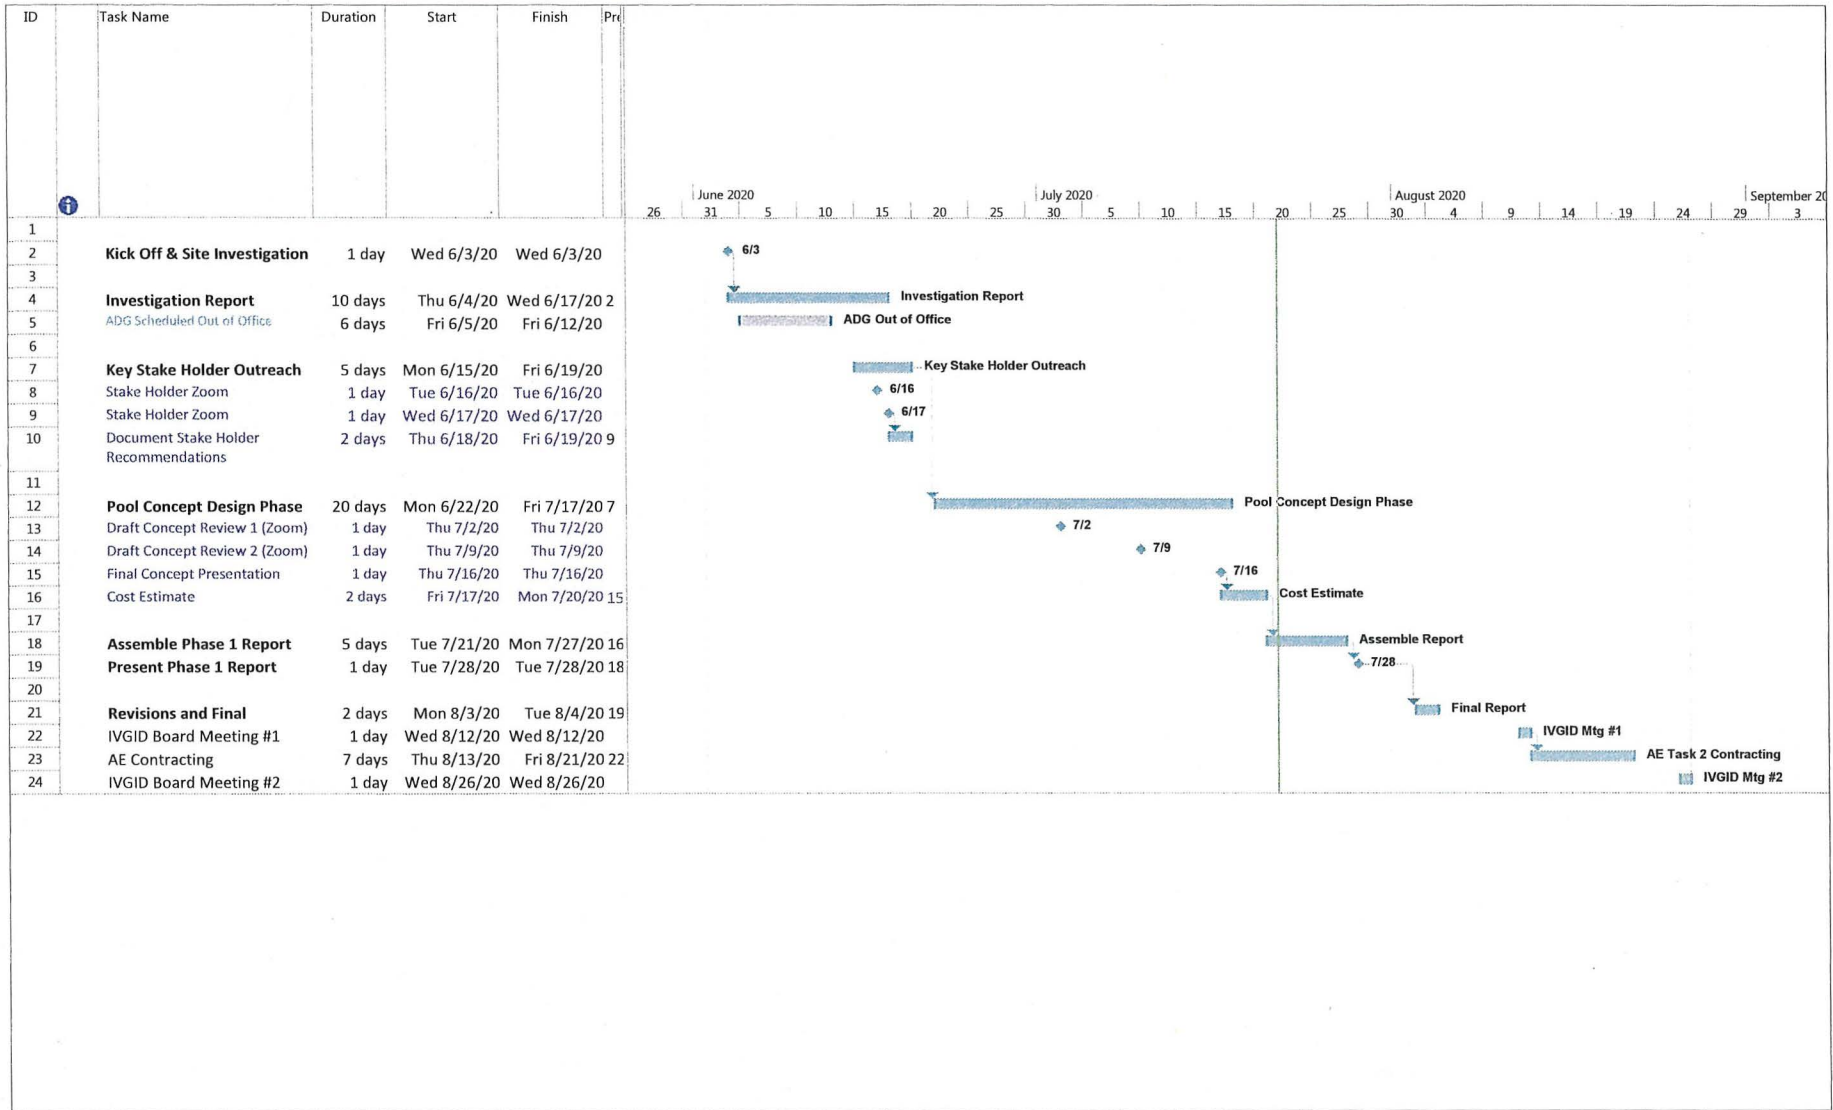 ID Task Name Duration Start Finish Pre
June 2020 July 2020 August 2020 September 20
26 31 5 10 15 20 25 30 5 10 15 20 25 30 4 9 14 19 24 29 3
1
2 Kick Off & Site Investigation 1 day Wed 6/3/20 Wed 6/3/20 6/3
3
4 Investigation Report 10 days Thu 6/4/20 Wed 6/17/20 2 Investigation Report
5 ADG Scheduled Out of Office 6 days Fri 6/5/20 Fri 6/12/20 ADG Out of Office
6
7 Key Stake Holder Outreach 5 days Mon 6/15/20 Fri 6/19/20 Key Stake Holder Outreach
8 Stake Holder Zoom 1 day Tue 6/16/20 Tue 6/16/20 6/16
9 Stake Holder Zoom 1 day Wed 6/17/20 Wed 6/17/20 6/17
10 Document Stake Holder 2 days Thu 6/18/20 Fri 6/19/20 9
Recommendations
11
12 Pool Concept Design Phase 20 days Mon 6/22/20 Fri 7/17/20 7 Pool Concept Design Phase
13 Draft Concept Review 1 (Zoom) 1 day Thu 7/2/20 Thu 7/2/20 7/2
14 Draft Concept Review 2 (Zoom) 1 day Thu 7/9/20 Thu 7/9/20 7/9
15 Final Concept Presentation 1 day Thu 7/16/20 Thu 7/16/20 7/16
16 Cost Estimate 2 days Fri 7/17/20 Mon 7/20/20 15 Cost Estimate
17
18 Assemble Phase 1 Report 5 days Tue 7/21/20 Mon 7/27/20 16 Assemble Report
19 Present Phase 1 Report 1 day Tue 7/28/20 Tue 7/28/20 18 7/28
20
21 Revisions and Final 2 days Mon 8/3/20 Tue 8/4/20 19 Final Report
22 IVGID Board Meeting #1 1 day Wed 8/12/20 Wed 8/12/20 IVGID Mtg #1
23 AE Contracting 7 days Thu 8/13/20 Fri 8/21/20 22 AE Task 2 Contracting
24 IVGID Board Meeting #2 1 day Wed 8/26/20 Wed 8/26/20 IVGID Mtg #2